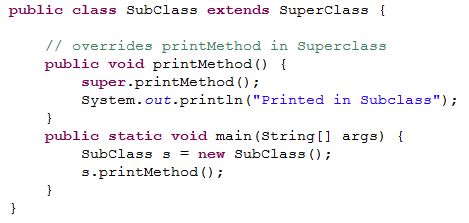 public class SubClass extends SuperClass {
// overrides printMethod in Superclass
public void printMethod() {
super.printMethod();
System.out.println("Printed in Subclass");
}
public static void main(String[] args) {
SubClass s = new SubClass();
s.printMethod();
}
}